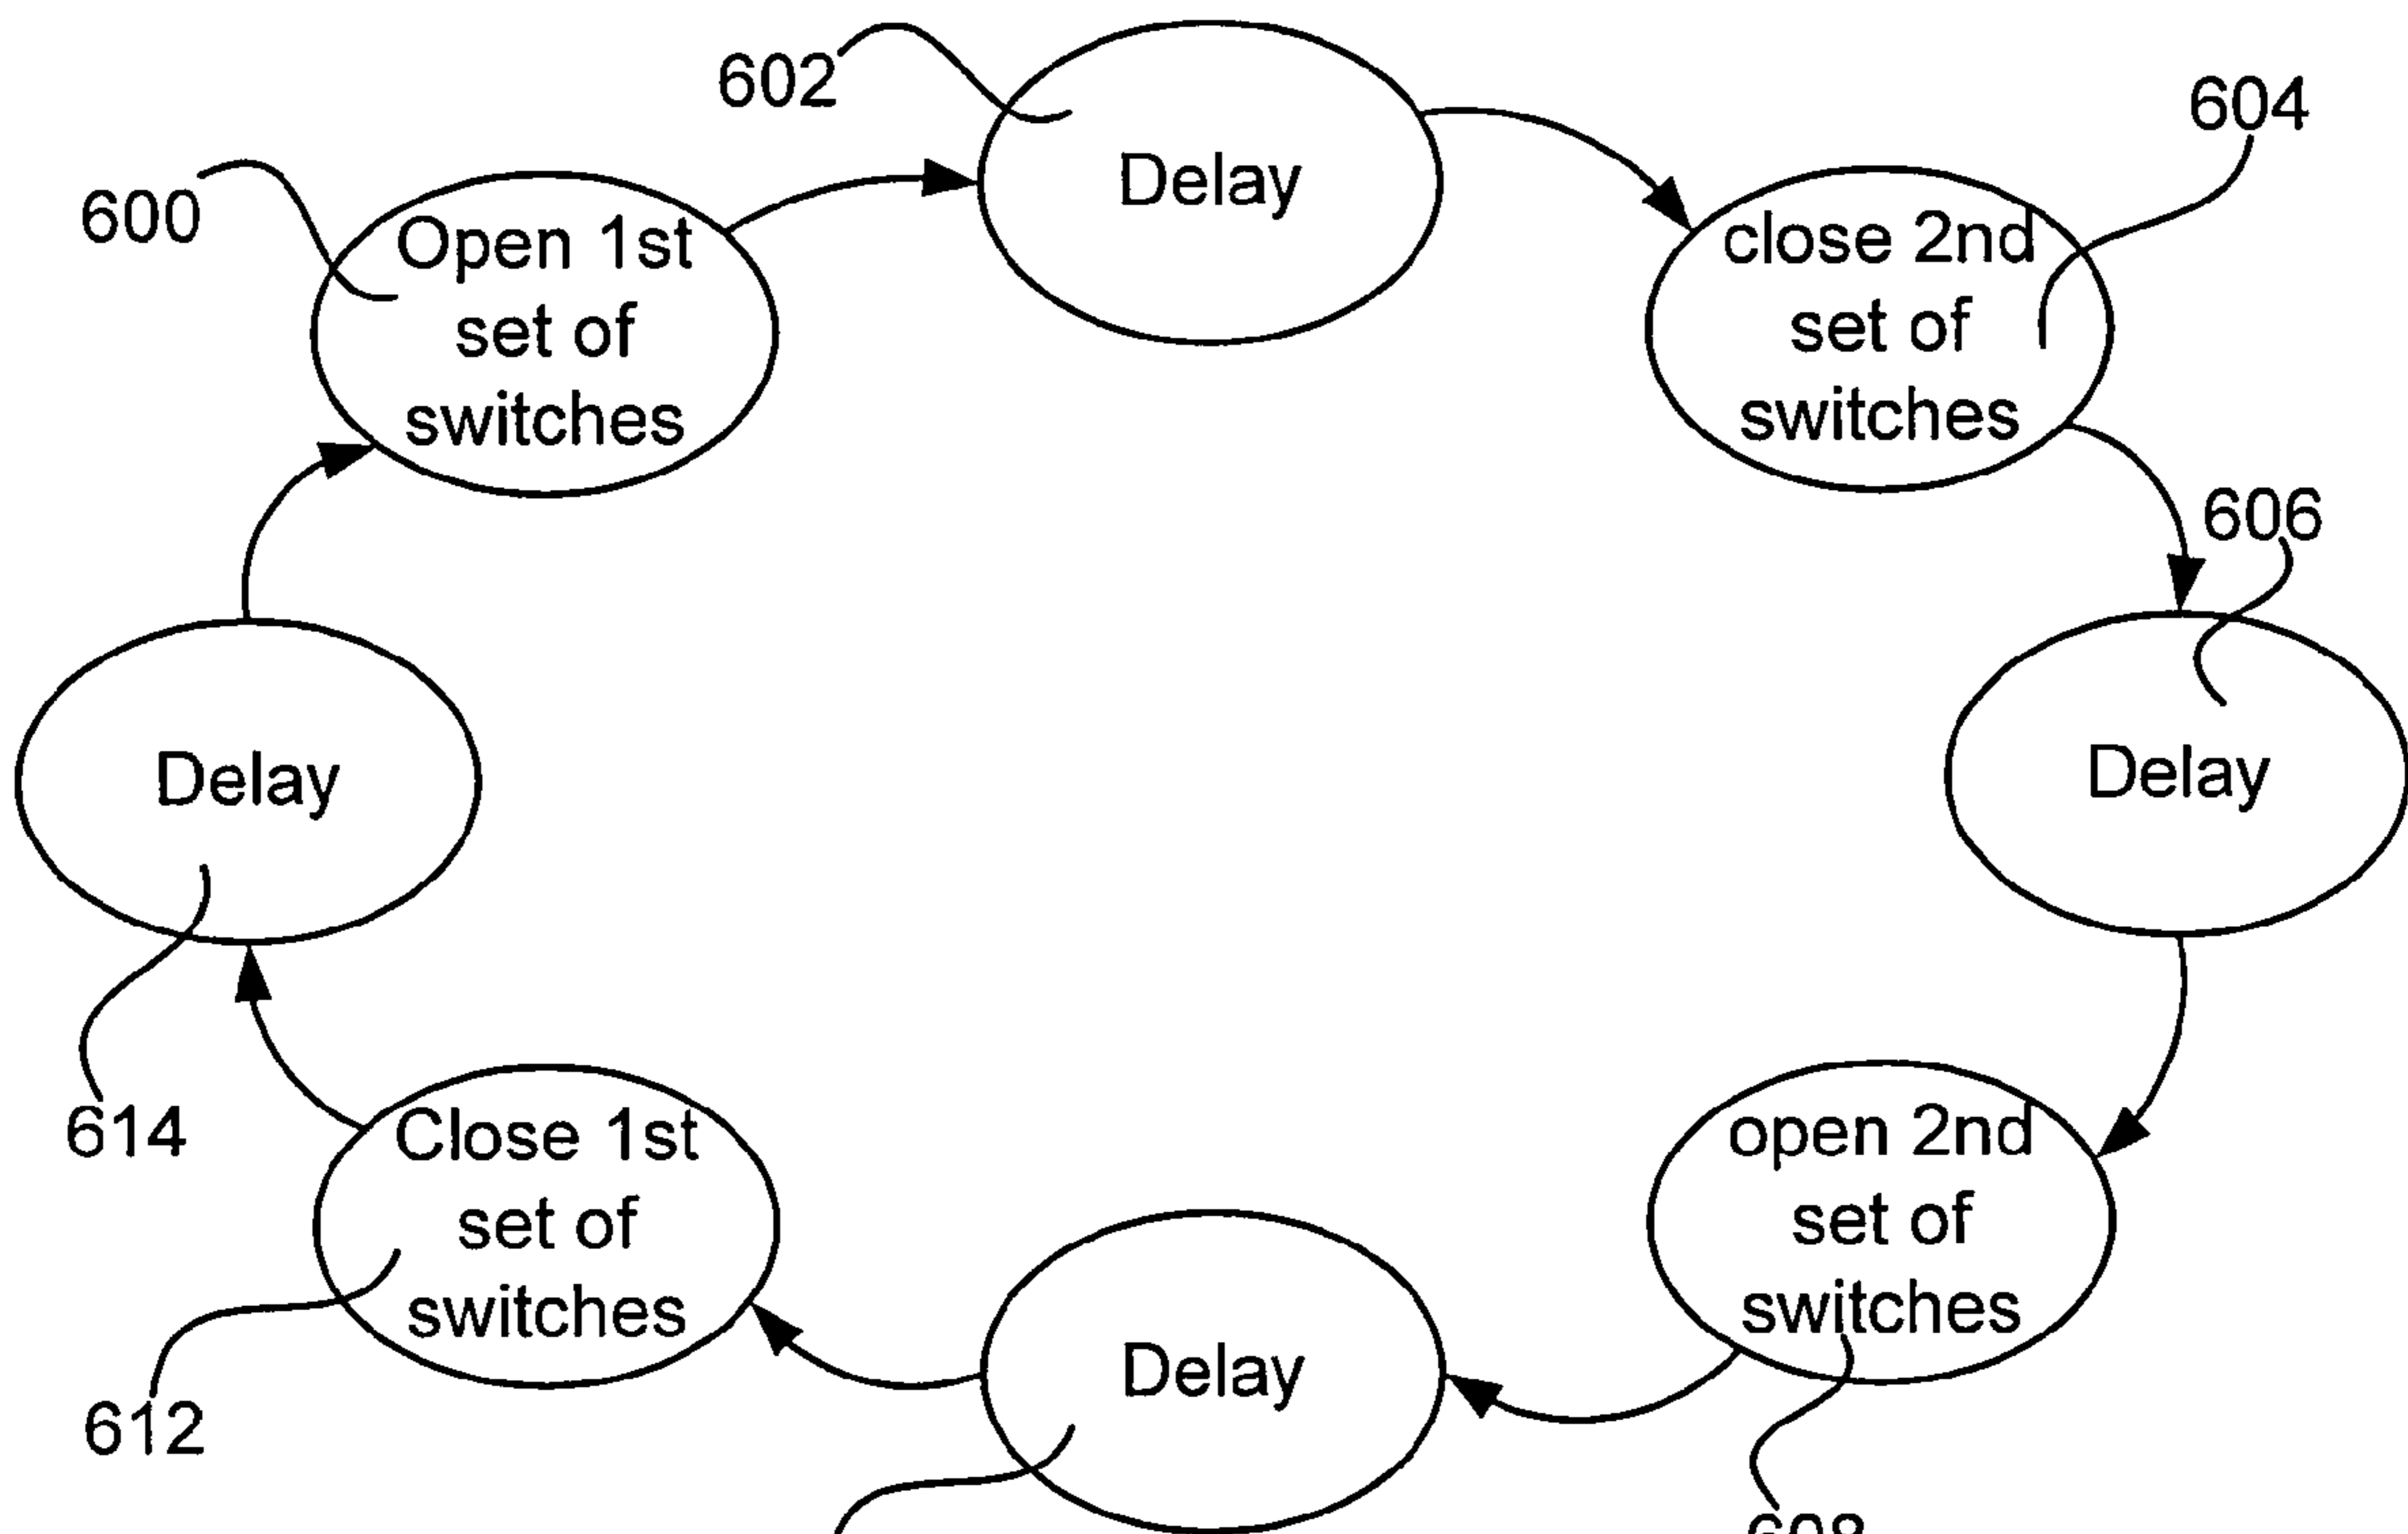 602
Delay
604
600
Open 1st
set of
switches
close 2nd
set of
switches
606
Delay
Delay
614
Close 1st
set of
switches
open 2nd
set of
switches
612
Delay
608